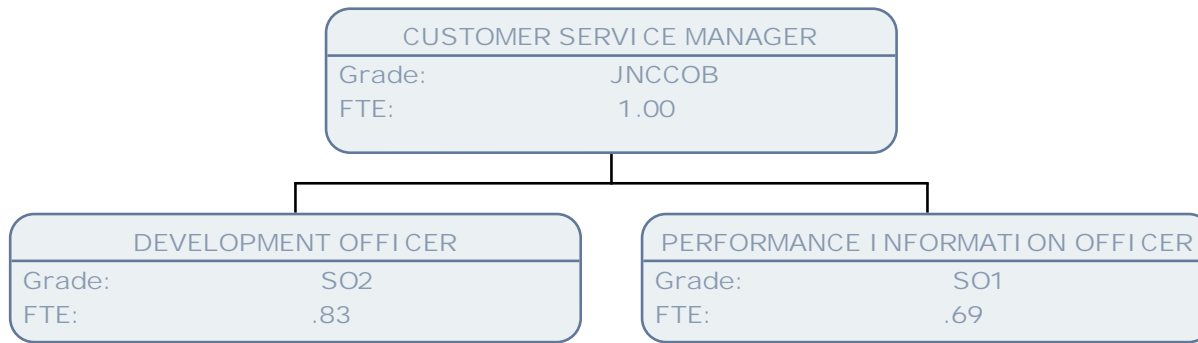 CUSTOMER SERVICE MANAGER
Grade: JNCCOB
FTE: 1.00
DEVELOPMENT OFFICER
Grade: SO2
FTE: .83
PERFORMANCE INFORMATION OFFICER
Grade: SO1
FTE: .69